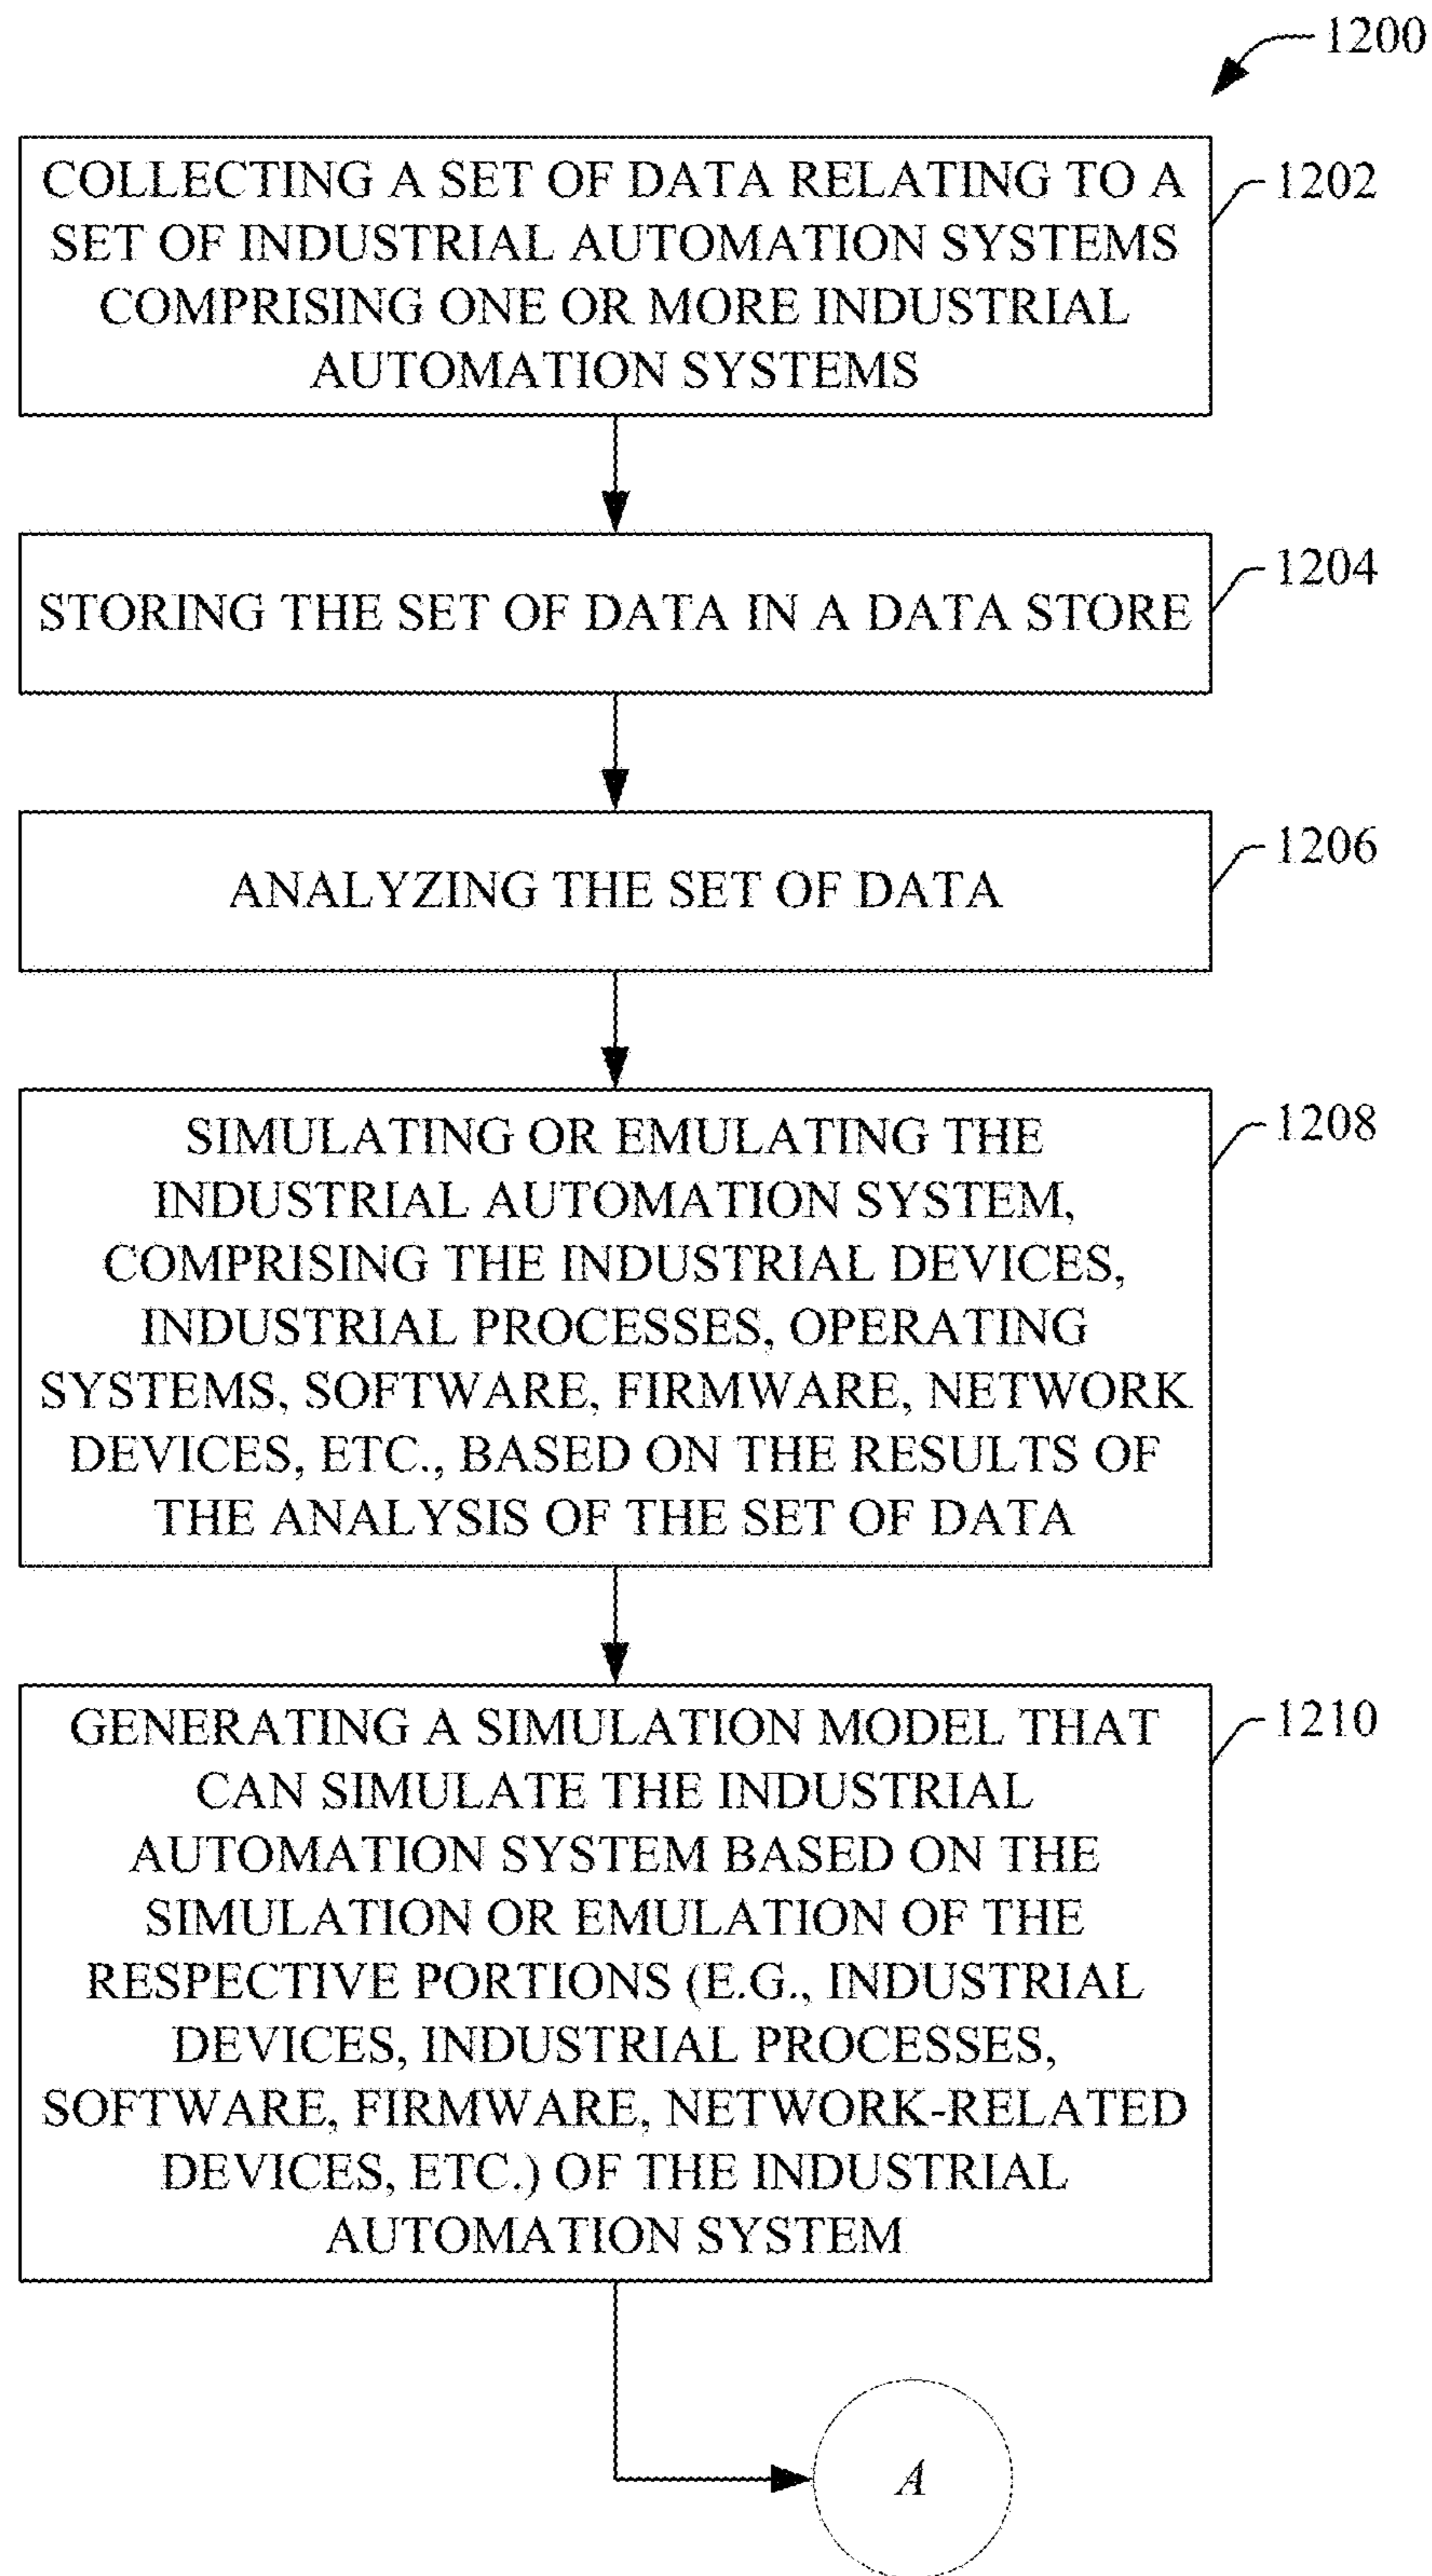 1200
COLLECTING A SET OF DATA RELATING TO A
SET OF INDUSTRIAL AUTOMATION SYSTEMS
COMPRISING ONE OR MORE INDUSTRIAL
AUTOMATION SYSTEMS
1202
STORING THE SET OF DATA IN A DATA STORE
1204
ANALYZING THE SET OF DATA
1206
SIMULATING OR EMULATING THE
INDUSTRIAL AUTOMATION SYSTEM,
COMPRISING THE INDUSTRIAL DEVICES,
INDUSTRIAL PROCESSES, OPERATING
SYSTEMS, SOFTWARE, FIRMWARE, NETWORK
DEVICES, ETC., BASED ON THE RESULTS OF
THE ANALYSIS OF THE SET OF DATA
1208
GENERATING A SIMULATION MODEL THAT
CAN SIMULATE THE INDUSTRIAL
AUTOMATION SYSTEM BASED ON THE
SIMULATION OR EMULATION OF THE
RESPECTIVE PORTIONS (E.G., INDUSTRIAL
DEVICES, INDUSTRIAL PROCESSES,
SOFTWARE, FIRMWARE, NETWORK-RELATED
DEVICES, ETC.) OF THE INDUSTRIAL
AUTOMATION SYSTEM
1210
A